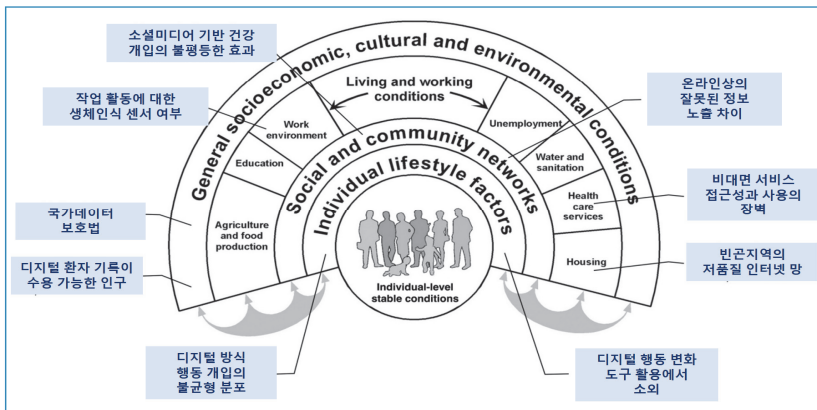 소셜미디어 기반 건강
개입의 불평등한 효과
작업 활동에 대한
생체인식 센서 여부
국가데이터
보호법
디지털 환자 기록이
수용 가능한 인구
디지털 방식
행동 개입의
불균형 분포
General socioeconomic, cultural and environmental conditions
Living and working
conditions
Work
environment
Education
Agriculture
and food
production
Unemployment
Water and
sanitation
Health
care
services
Housing
Social and community networks
Individual lifestyle factors
Individual-level
stable conditions
온라인상의
잘못된 정보
노출 차이
비대면 서비스
접근성과 사용의
장벽
빈곤지역의
저품질 인터넷 망
디지털 행동 변화
도구 활용에서
소외